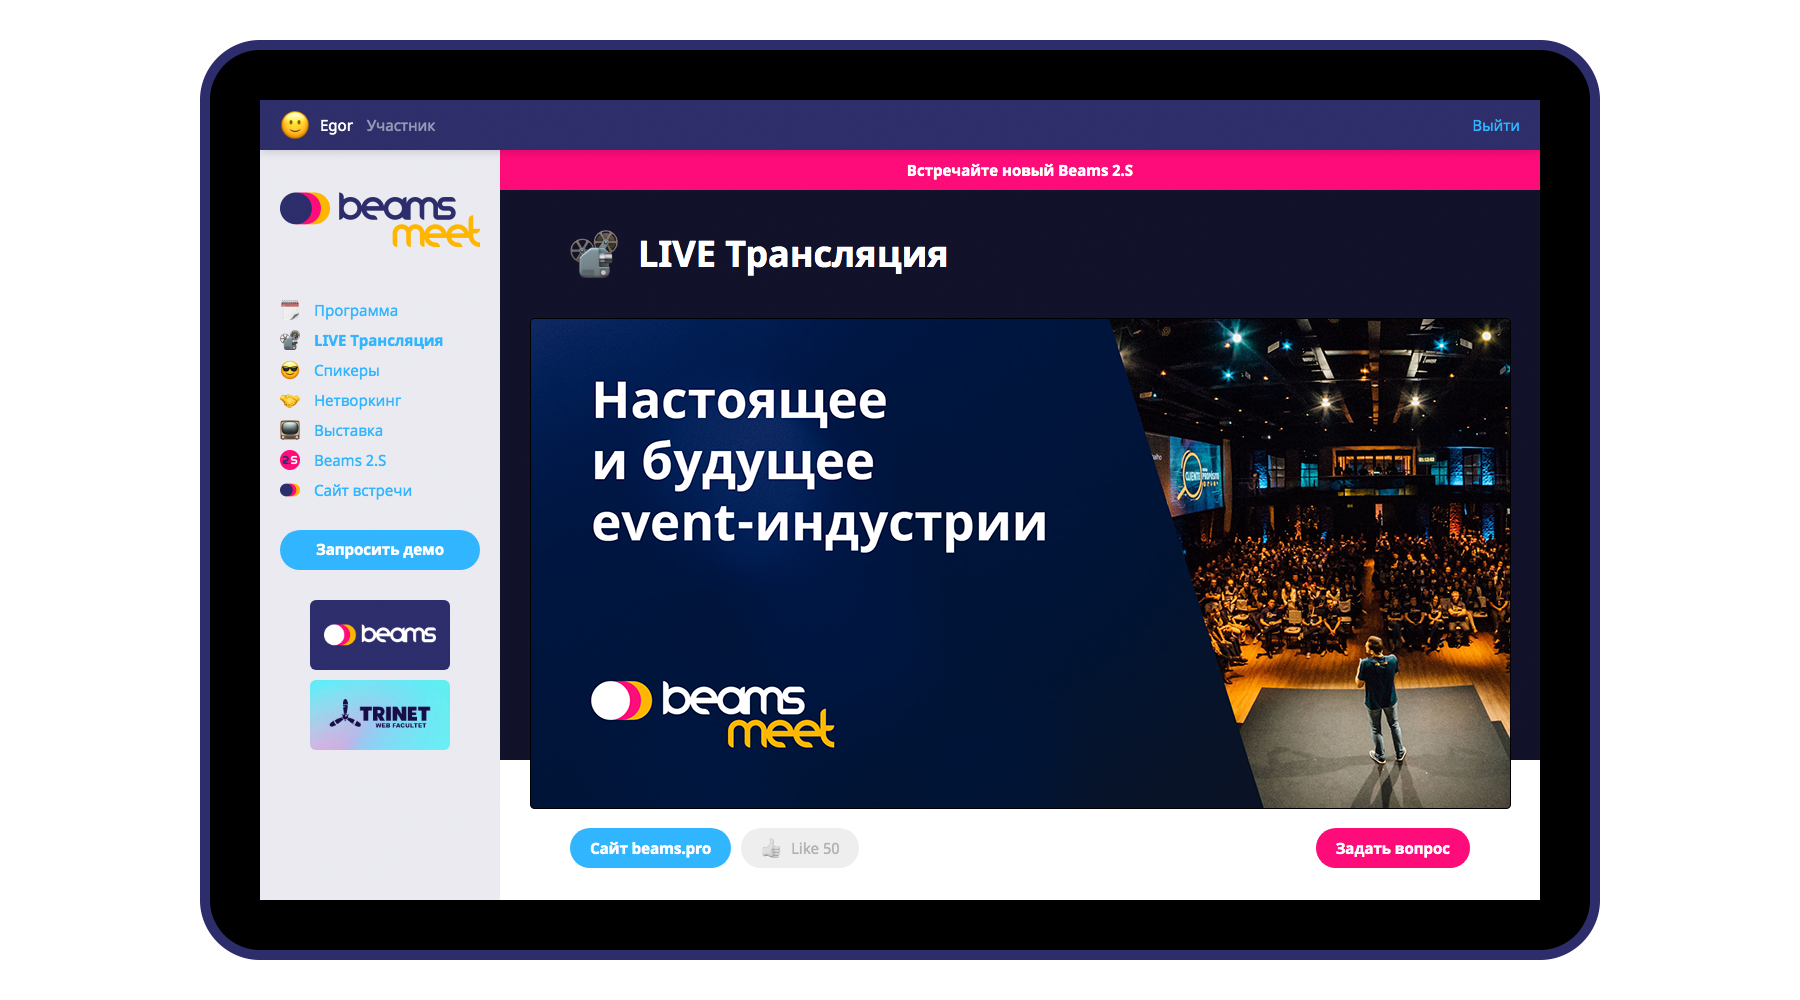 Egor Участник
Выйти
beams
meet
Программа
LIVE Трансляция
Спикеры
Нетворкинг
Выставка
2S Beams 2.S
Сайт встречи
Запросить демо
beams
TRINET
WEB FACULTET
Встречайте новый Beams 2.S
LIVE Трансляция
Настоящее
и будущее
event-индустрии
beams
meet
CLIENTE
Сайт beams.pro
Like 50
Задать вопрос